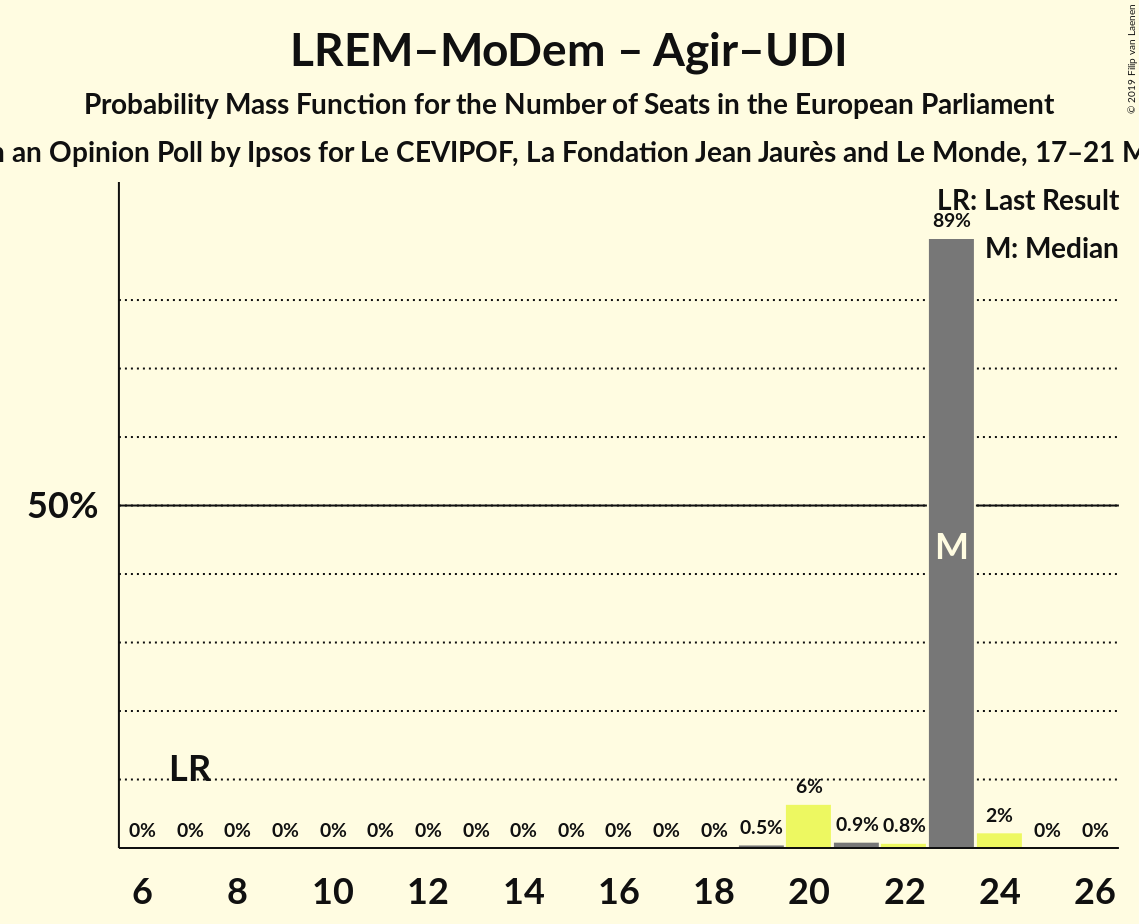 LREM–MoDem – Agir–UDI
Probability Mass Function for the Number of Seats in the European Parliament
an Opinion Poll by Ipsos for Le CEVIPOF, La Fondation Jean Jaurès and Le Monde, 17–21
© 2019 Filip van Laenen
LR: Last Result
89%
M: Median
50%
M
LR
6%
0% 0% 0% 0% 0% 0% 0% 0% 0% 0% 0% 0% 0% 0.5% 0.9% 0.8% 2% 0% 0%
6 8 10 12 14 16 18 20 22 24 26